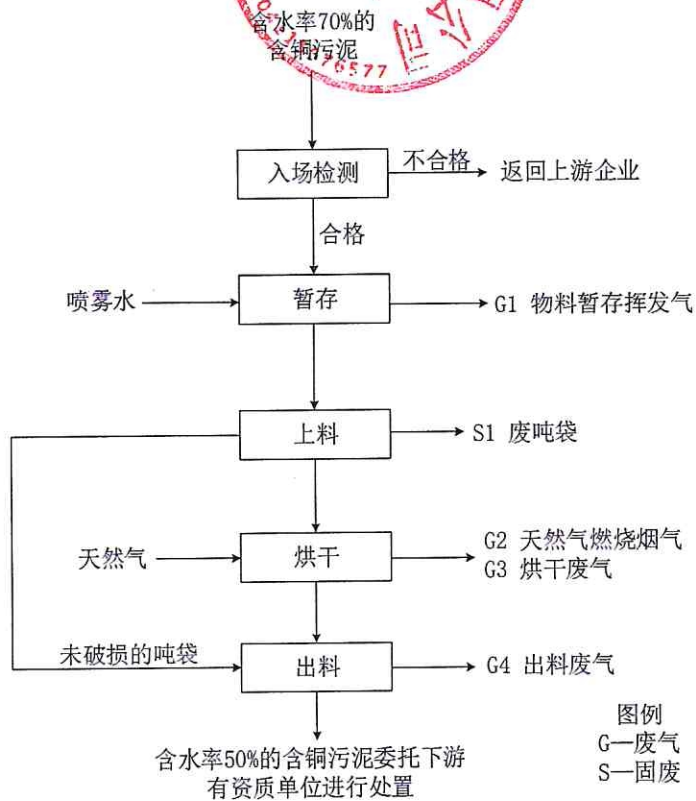 含水率70%的
含铜污泥
公司
76577
入场检测
不合格
返回上游企业
合格
喷雾水
暂存
G1 物料暂存挥发气
上料
S1 废吨袋
天然气
烘干
G2 天然气燃烧烟气
G3 烘干废气
未破损的吨袋
出料
G4 出料废气
含水率50%的含铜污泥委托下游
有资质单位进行处置
图例
G—废气
S—固废